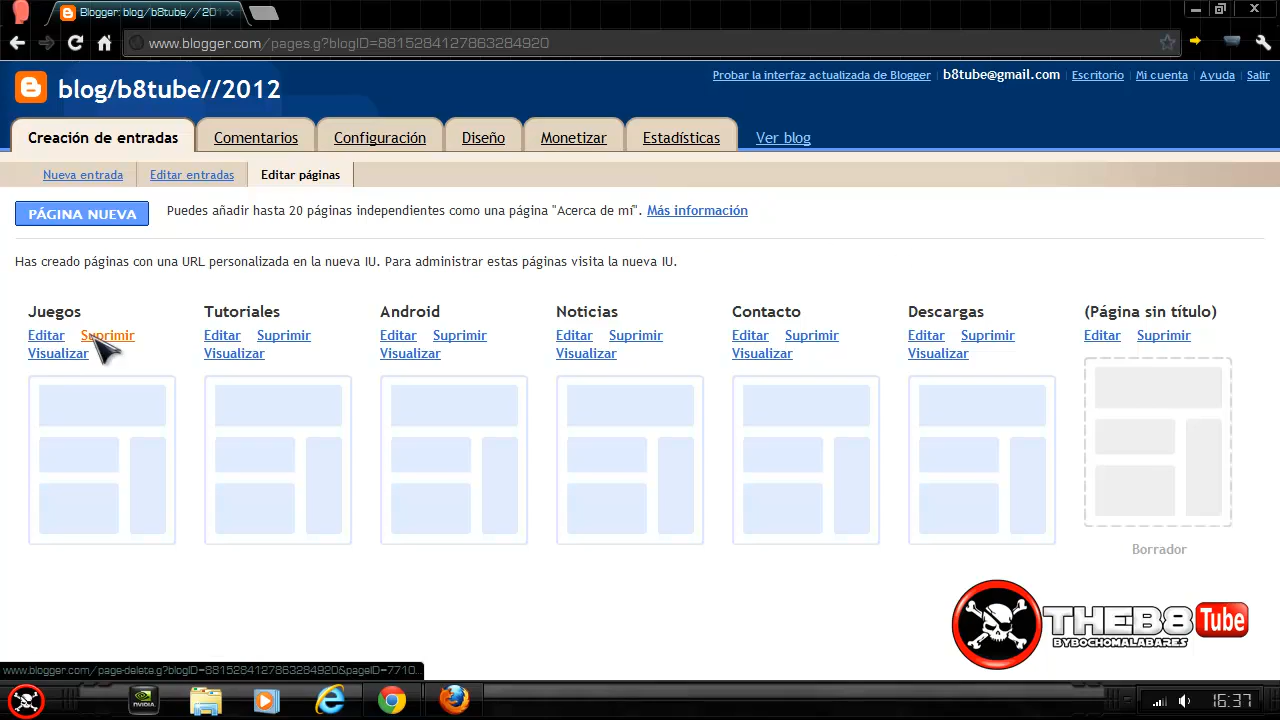 Blogger: blog/b8tube//201
www.blogger.com/pages.g?blogID=8815284127863284920
Probar la interfaz actualizada de Blogger | b8tube@gmail.com | Escritorio | Mi cuenta | Ayuda | Salir
blog/b8tube//2012
Creación de entradas Comentarios Configuración Diseño Monetizar Estadísticas Ver blog
Nueva entrada Editar entradas Editar páginas
PÁGINA NUEVA Puedes añadir hasta 20 páginas independientes como una página "Acerca de mí". Más información
Has creado páginas con una URL personalizada en la nueva IU. Para administrar estas páginas visita la nueva IU.
Juegos Tutoriales Android Noticias Contacto Descargas (Página sin título)
Editar Suprimir Editar Suprimir Editar Suprimir Editar Suprimir Editar Suprimir Editar Suprimir Editar Suprimir
Visualizar Visualizar Visualizar Visualizar Visualizar Visualizar
Borrador
THEB8 Tube
BYBOCHOMALABARES
www.blogger.com/page-delete.g?blogID=8815284127863284920&pageID=7710...
NVIDIA
16:37